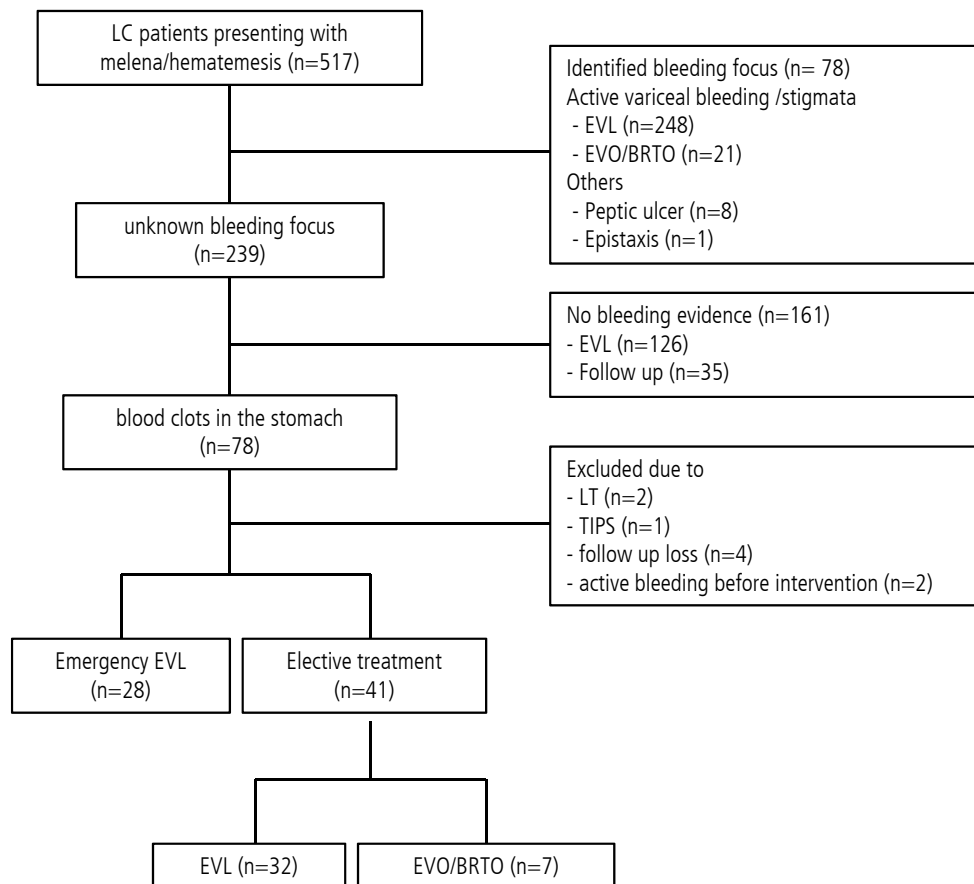 LC patients presenting with
melena/hematemesis (n=517)
Identified bleeding focus (n= 78)
Active variceal bleeding /stigmata
- EVL (n=248)
- EVO/BRTO (n=21)
Others
- Peptic ulcer (n=8)
- Epistaxis (n=1)
unknown bleeding focus
(n=239)
No bleeding evidence (n=161)
- EVL (n=126)
- Follow up (n=35)
blood clots in the stomach
(n=78)
Excluded due to
- LT (n=2)
- TIPS (n=1)
- follow up loss (n=4)
- active bleeding before intervention (n=2)
Emergency EVL
(n=28)
Elective treatment
(n=41)
EVL (n=32)
EVO/BRTO (n=7)